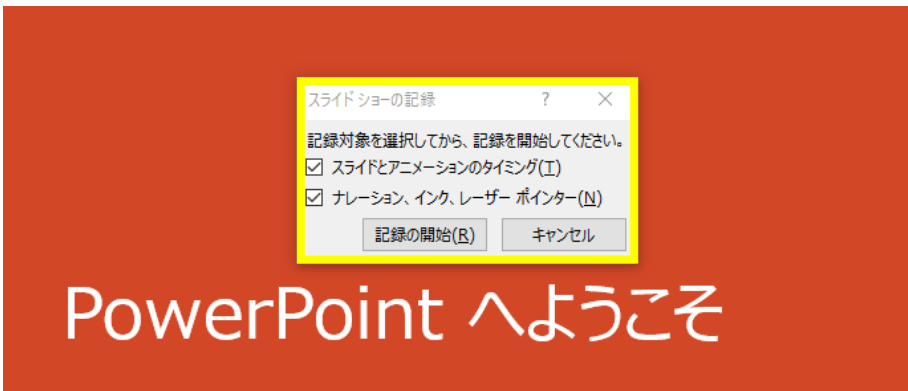 スライド ショーの記録 ? ×
記録対象を選択してから、記録を開始してください。
スライドとアニメーションのタイミング(T)
ナレーション、インク、レーザー ポインター(N)
記録の開始(R) キャンセル
PowerPoint へようこそ